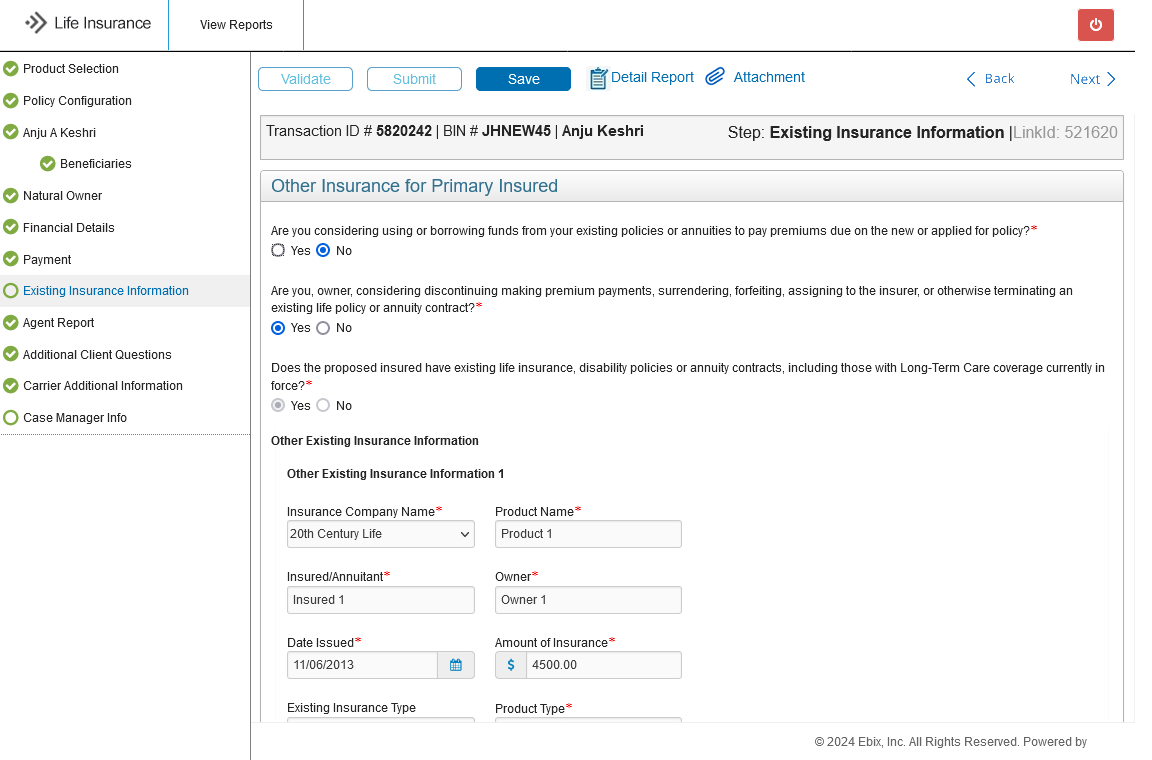 Life Insurance
View Reports
Product Selection
Policy Configuration
Anju A Keshri
Beneficiaries
Natural Owner
Financial Details
Payment
Existing Insurance Information
Agent Report
Additional Client Questions
Carrier Additional Information
Case Manager Info
Validate Submit Save Detail Report Attachment Back Next
Transaction ID # 5820242 | BIN # JHNEW45 | Anju Keshri Step: Existing Insurance Information |LinkId: 521620
Other Insurance for Primary Insured
Are you considering using or borrowing funds from your existing policies or annuities to pay premiums due on the new or applied for policy?*
Yes No
Are you, owner, considering discontinuing making premium payments, surrendering, forfeiting, assigning to the insurer, or otherwise terminating an
existing life policy or annuity contract?*
Yes No
Does the proposed insured have existing life insurance, disability policies or annuity contracts, including those with Long-Term Care coverage currently in
force?*
Yes No
Other Existing Insurance Information
Other Existing Insurance Information 1
Insurance Company Name* Product Name*
20th Century Life Product 1
Insured/Annuitant* Owner*
Insured 1 Owner 1
Date Issued* Amount of Insurance*
11/06/2013 $ 4500.00
Existing Insurance Type Product Type*
© 2024 Ebix, Inc. All Rights Reserved. Powered by